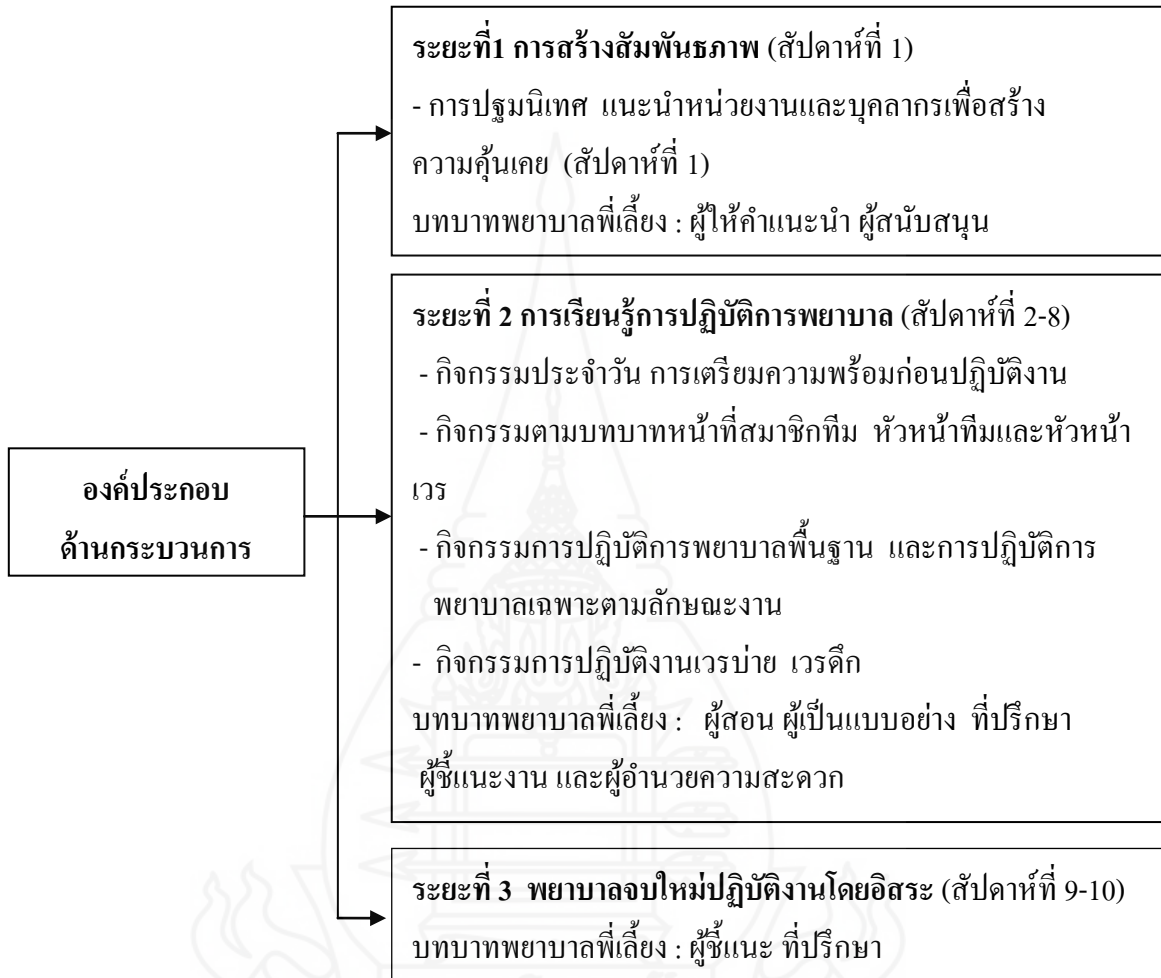 ระยะที่1 การสร้างสัมพันธภาพ (สัปดาห์ที่ 1)
- การปฐมนิเทศ แนะนำหน่วยงานและบุคลากรเพื่อสร้าง
ความคุ้นเคย (สัปดาห์ที่ 1)
บทบาทพยาบาลพี่เลี้ยง : ผู้ให้คำแนะนำ ผู้สนับสนุน
ระยะที่ 2 การเรียนรู้การปฏิบัติการพยาบาล (สัปดาห์ที่ 2-8)
- กิจกรรมประจำวัน การเตรียมความพร้อมก่อนปฏิบัติงาน
- กิจกรรมตามบทบาทหน้าที่สมาชิกทีม หัวหน้าทีมและหัวหน้า
เวร
- กิจกรรมการปฏิบัติการพยาบาลพื้นฐาน และการปฏิบัติการ
พยาบาลเฉพาะตามลักษณะงาน
- กิจกรรมการปฏิบัติงานเวรบ่าย เวรดึก
บทบาทพยาบาลพี่เลี้ยง : ผู้สอน ผู้เป็นแบบอย่าง ที่ปรึกษา
ผู้ชี้แนะงาน และผู้อำนวยความสะดวก
องค์ประกอบ
ด้านกระบวนการ
ระยะที่ 3 พยาบาลจบใหม่ปฏิบัติงานโดยอิสระ (สัปดาห์ที่ 9-10)
บทบาทพยาบาลพี่เลี้ยง : ผู้ชี้แนะ ที่ปรึกษา